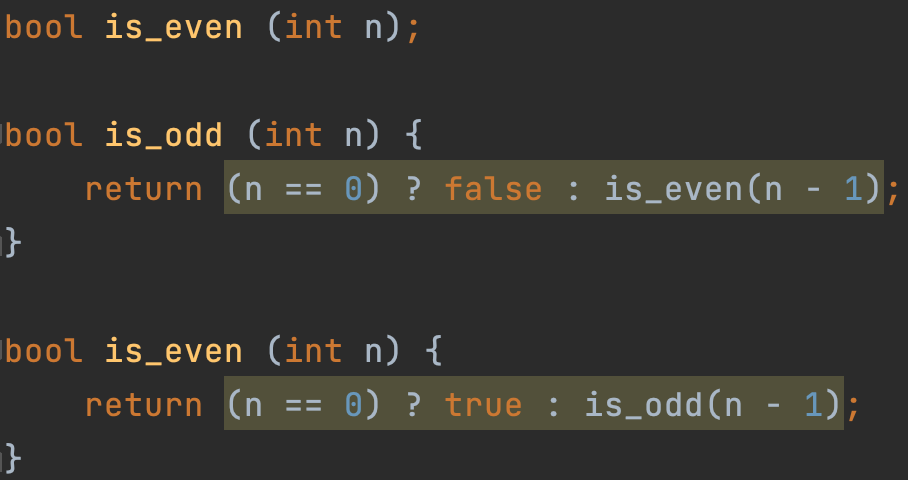 bool is_even (int n);
bool is_odd (int n) {
    return (n == 0) ? false : is_even(n - 1);
}
bool is_even (int n) {
    return (n == 0) ? true : is_odd(n - 1);
}